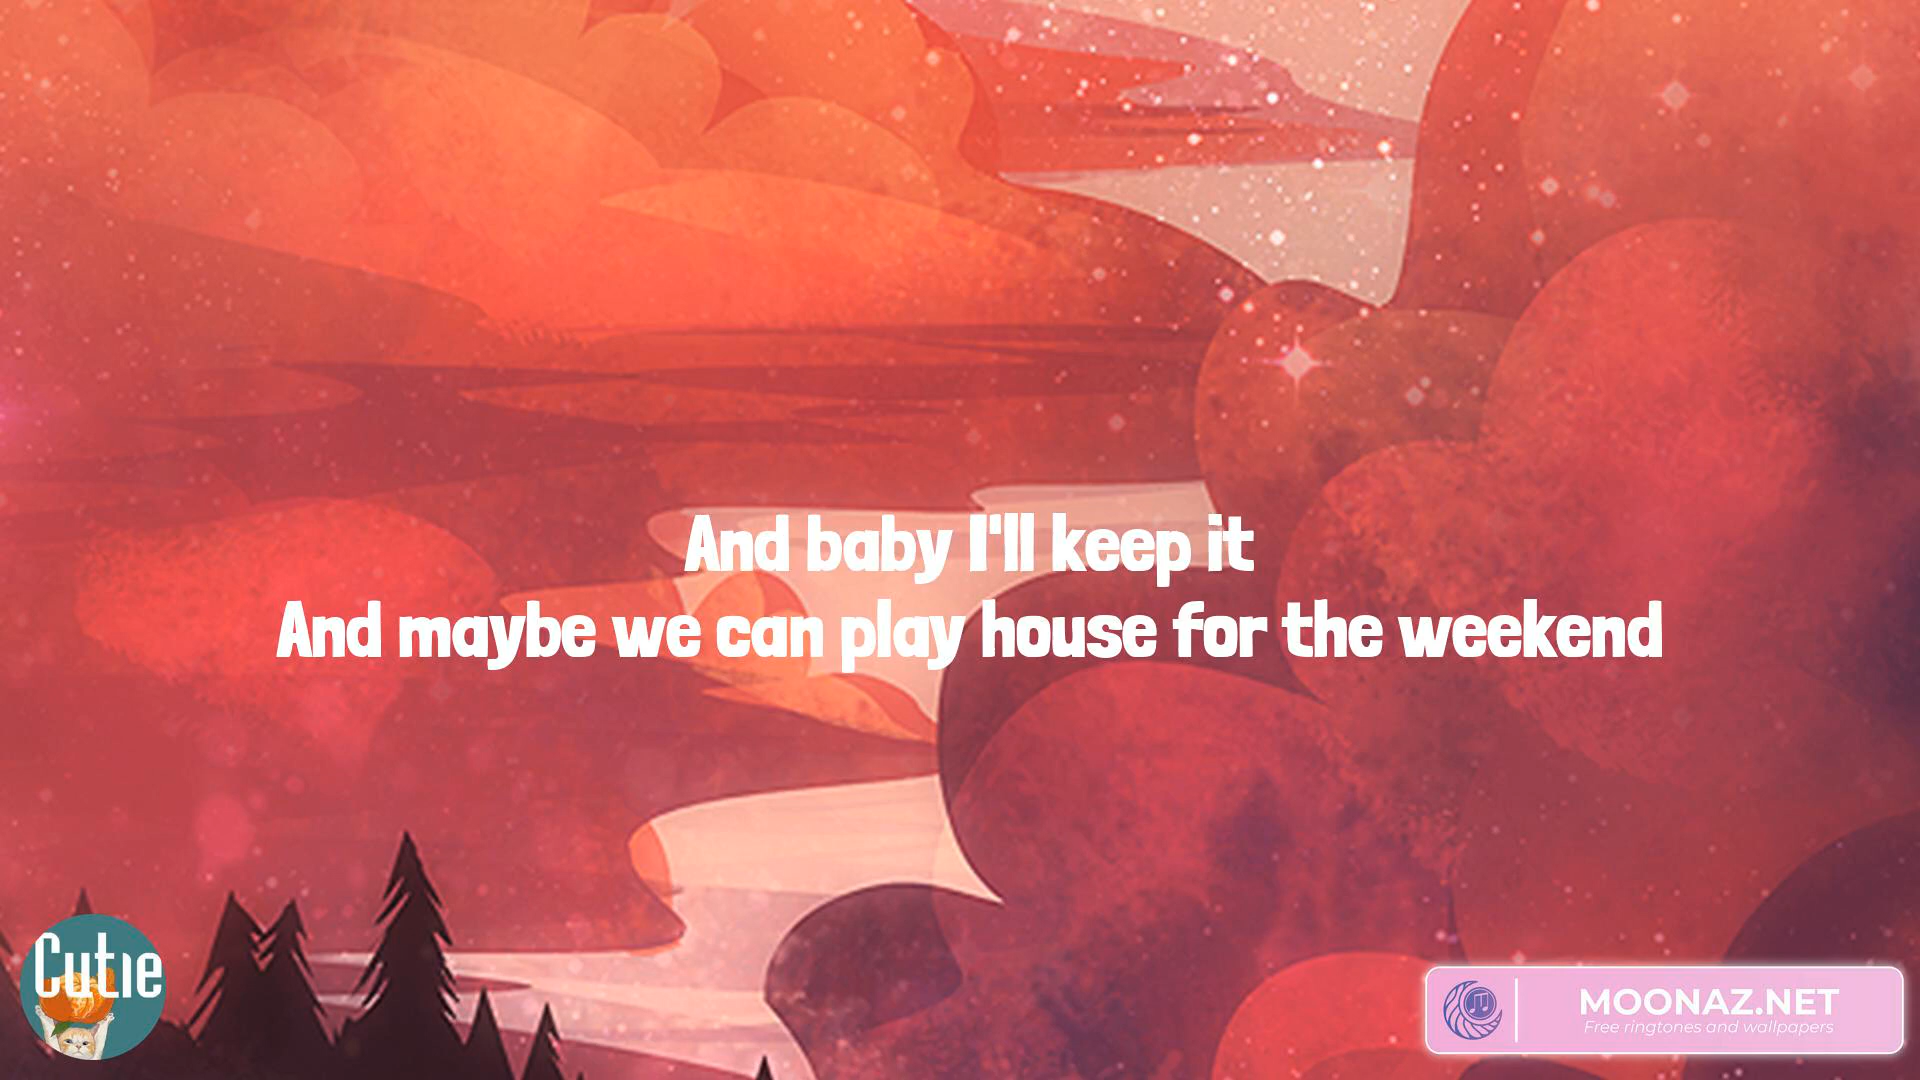 And baby I'll keep it
And maybe we can play house for the weekend
Cutie
MOONAZ.NET
Free ringtones and wallpapers